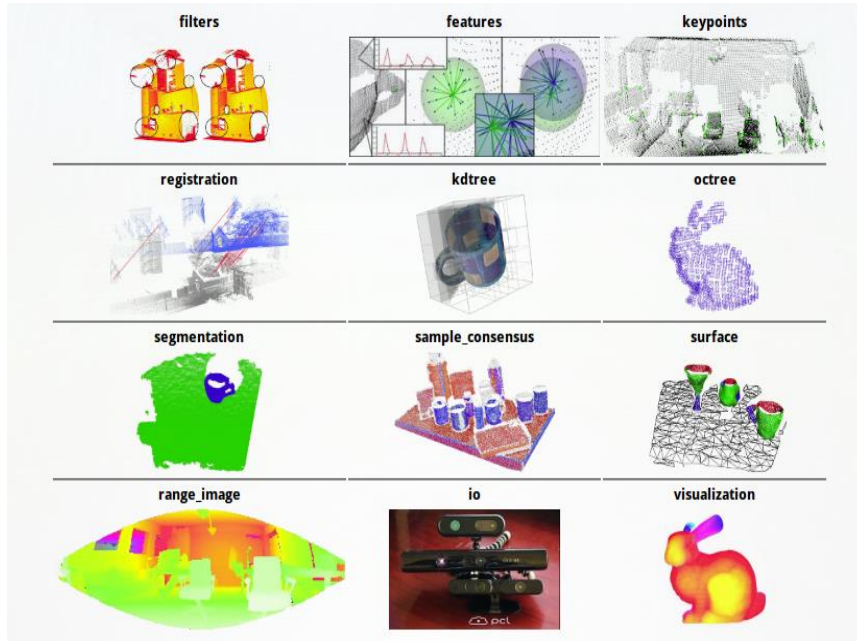 filters
features
keypoints
registration
kdtree
octree
segmentation
sample_consensus
surface
range_image
io
visualization
pcl